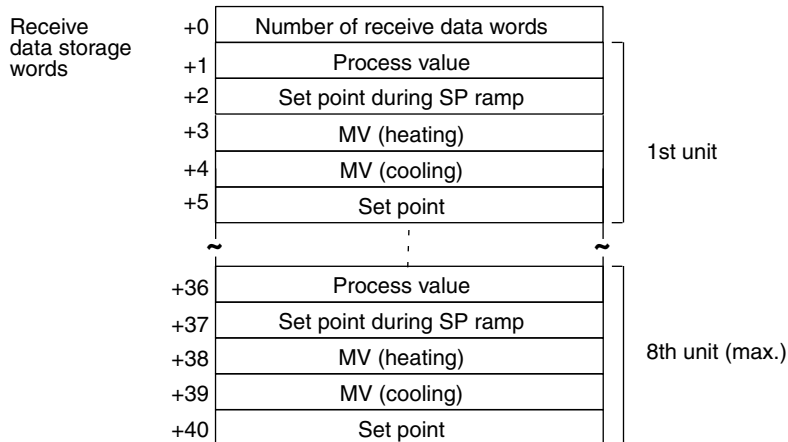 Receive
data storage
words
+0 Number of receive data words
+1 Process value
+2 Set point during SP ramp
+3 MV (heating)
+4 MV (cooling)
+5 Set point
1st unit
+36 Process value
+37 Set point during SP ramp
+38 MV (heating)
+39 MV (cooling)
+40 Set point
8th unit (max.)